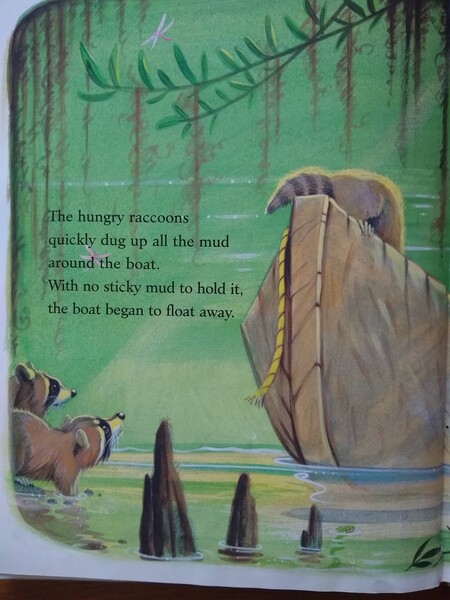 The hungry raccoons
quickly dug up all the mud
around the boat.
With no sticky mud to hold it,
the boat began to float away.